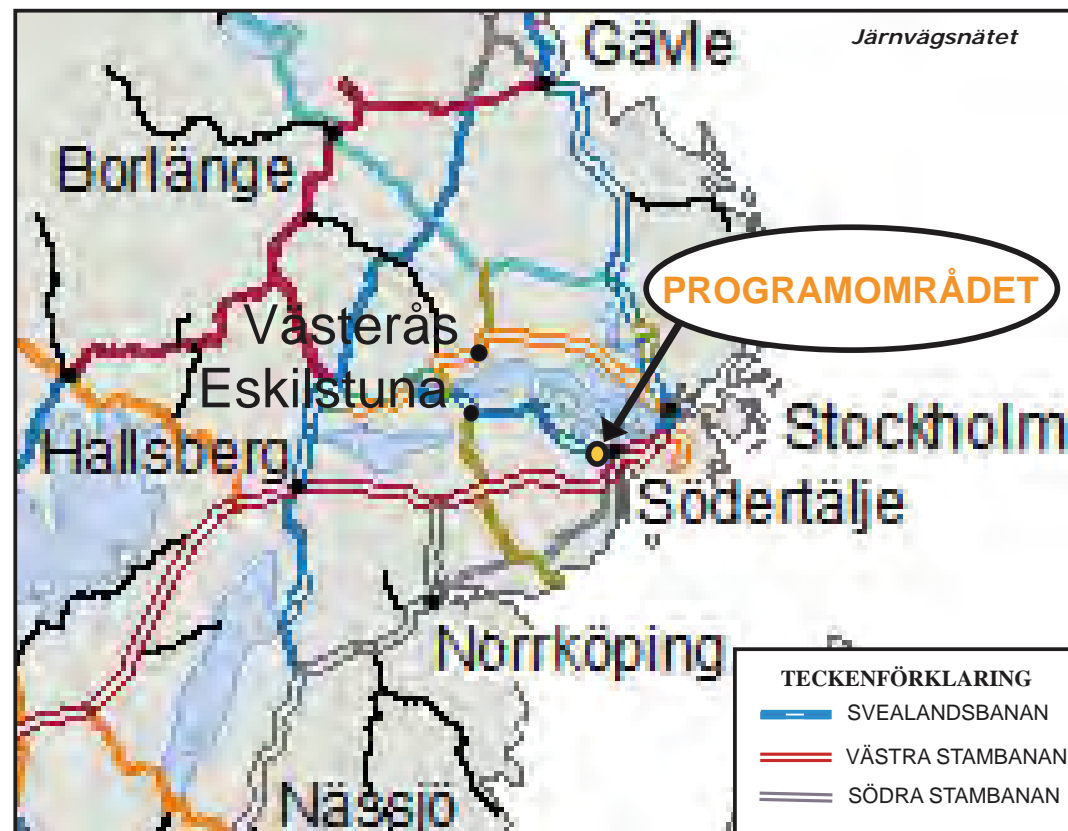 Järnvägsnätet
Gävle
Borlänge
PROGRAMOMRÅDET
Västerås
Eskilstuna
Stockholm
Hallsberg
Södertälje
Norrköping
Nässjö
TECKENFÖRKLARING
SVEALANDSBANAN
VÄSTRA STAMBANAN
SÖDRA STAMBANAN